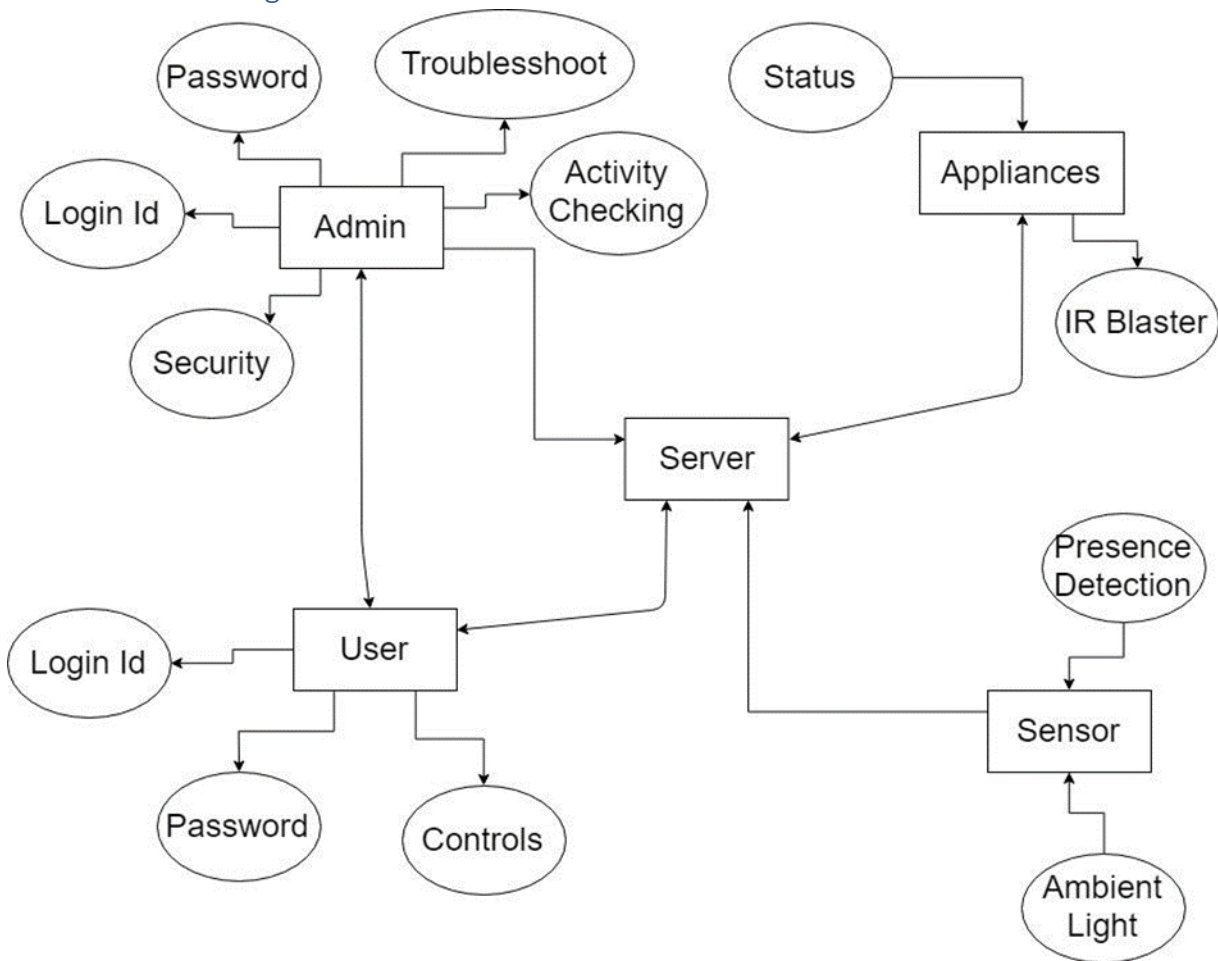 Password
Troublesshoot
Status
Activity
Checking
Appliances
Login Id
Admin
IR Blaster
Security
Server
Presence
Detection
Login Id
User
Sensor
Password
Controls
Ambient
Light